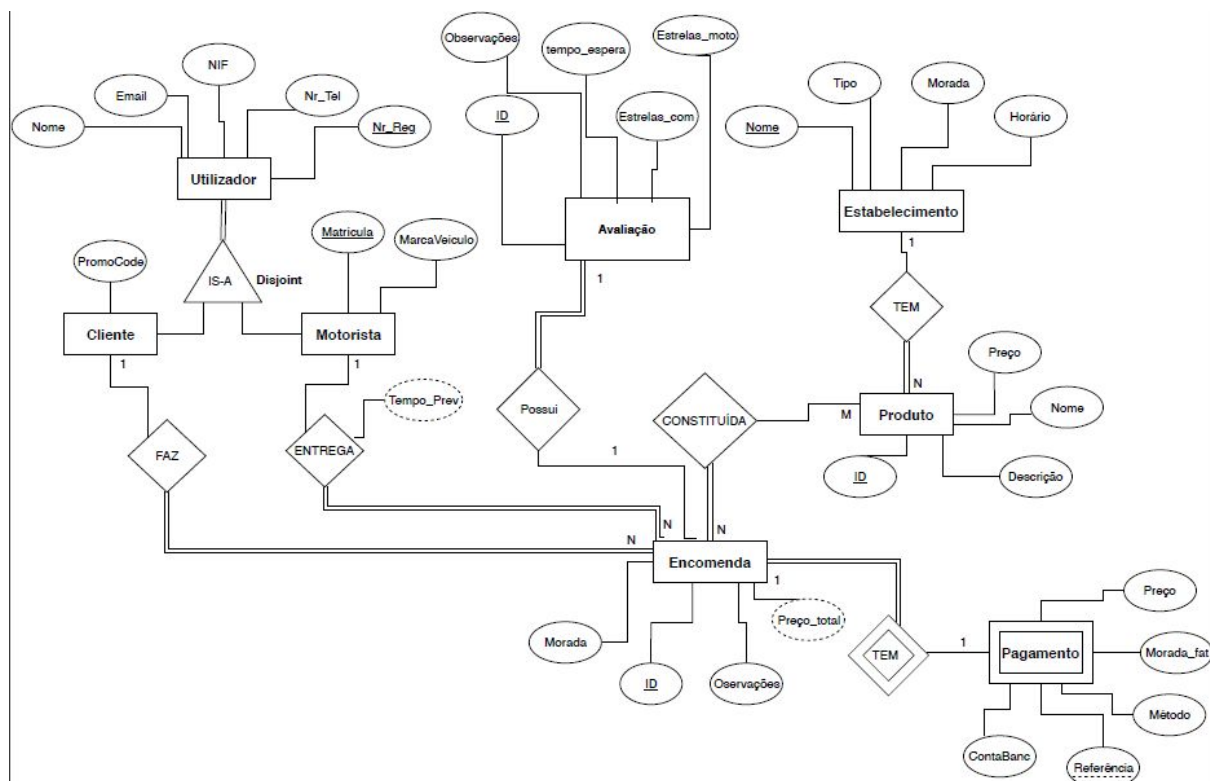 Observações
Estrelas_moto
tempo_espera
NIF
Email
Nr_Tel
Nome
Nr_Reg
ID
Estrelas_com
Tipo
Morada
Nome
Horário
Utilizador
Avaliação
Estabelecimento
1
1
Matricula
MarcaVeiculo
PromoCode
IS-A
Disjoint
TEM
Cliente
Motorista
1
1
N
Preço
Tempo_Prev
Possui
CONSTITUÍDA
M
Produto
Nome
FAZ
ENTREGA
1
ID
Descrição
N
N
N
Encomenda
1
Morada
ID
Oservações
Preço_total
TEM
1
Preço
Pagamento
Morada_fat
Método
ContaBanc
Referência